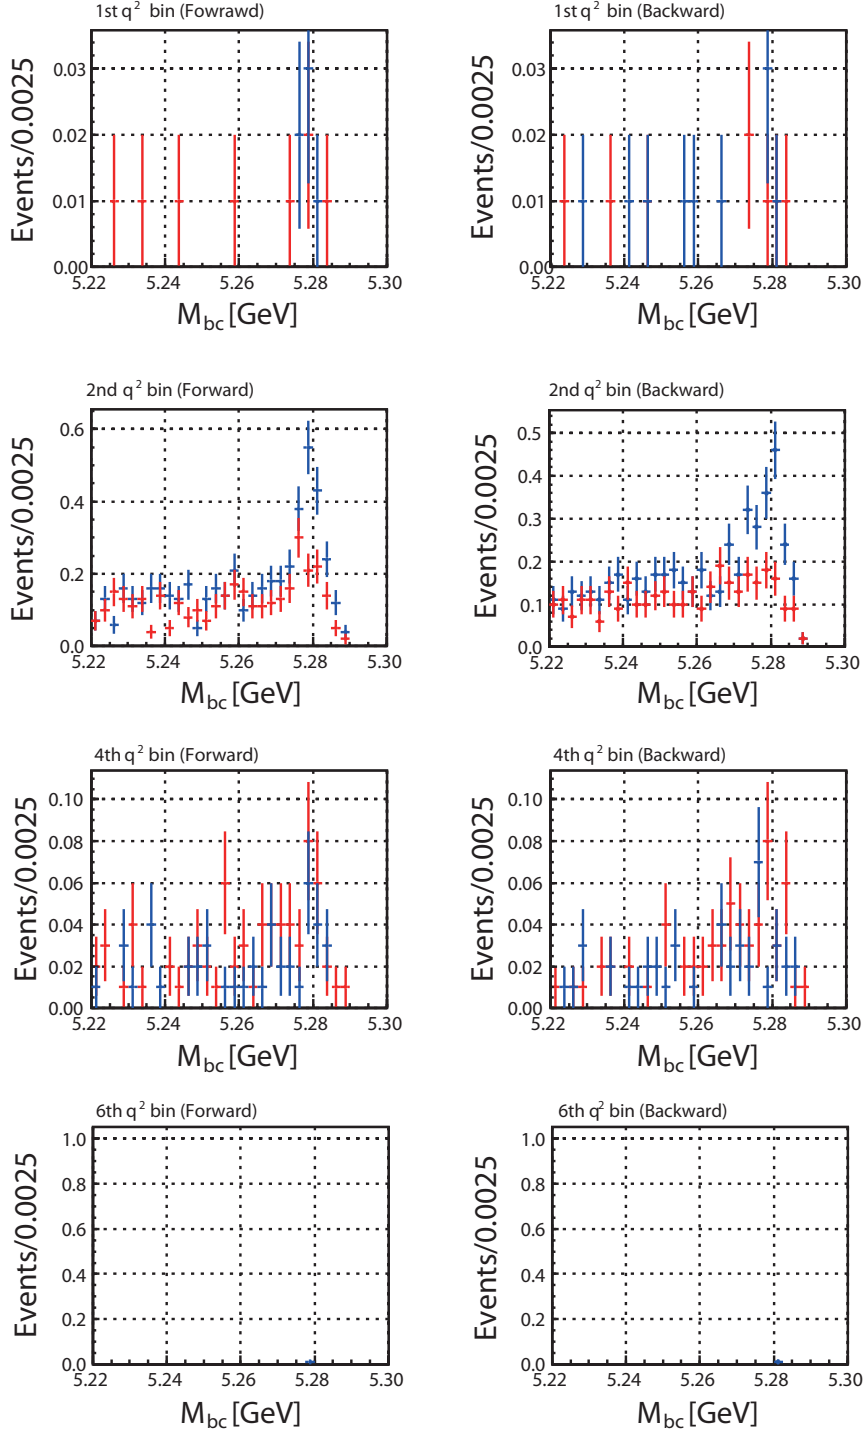 1st q² bin (Fowrawd)
Events/0.0025
0.03
0.02
0.01
0.00
5.22 5.24 5.26 5.28 5.30
M_bc [GeV]
1st q² bin (Backward)
Events/0.0025
0.03
0.02
0.01
0.00
5.22 5.24 5.26 5.28 5.30
M_bc [GeV]
2nd q² bin (Forward)
Events/0.0025
0.6
0.4
0.2
0.0
5.22 5.24 5.26 5.28 5.30
M_bc [GeV]
2nd q² bin (Backward)
Events/0.0025
0.5
0.4
0.3
0.2
0.1
0.0
5.20 5.24 5.26 5.28 5.30
M_bc [GeV]
4th q² bin (Forward)
Events/0.0025
0.10
0.08
0.06
0.04
0.02
0.00
5.22 5.24 5.26 5.28 5.30
M_bc [GeV]
4th q² bin (Backward)
Events/0.0025
0.10
0.08
0.06
0.04
0.02
0.00
5.22 5.24 5.26 5.28 5.30
M_bc [GeV]
6th q² bin (Forward)
Events/0.0025
1.0
0.8
0.6
0.4
0.2
0.0
5.22 5.24 5.26 5.28 5.30
M_bc [GeV]
6th q² bin (Backward)
Events/0.0025
1.0
0.8
0.6
0.4
0.2
0.0
5.22 5.24 5.26 5.28 5.30
M_bc [GeV]